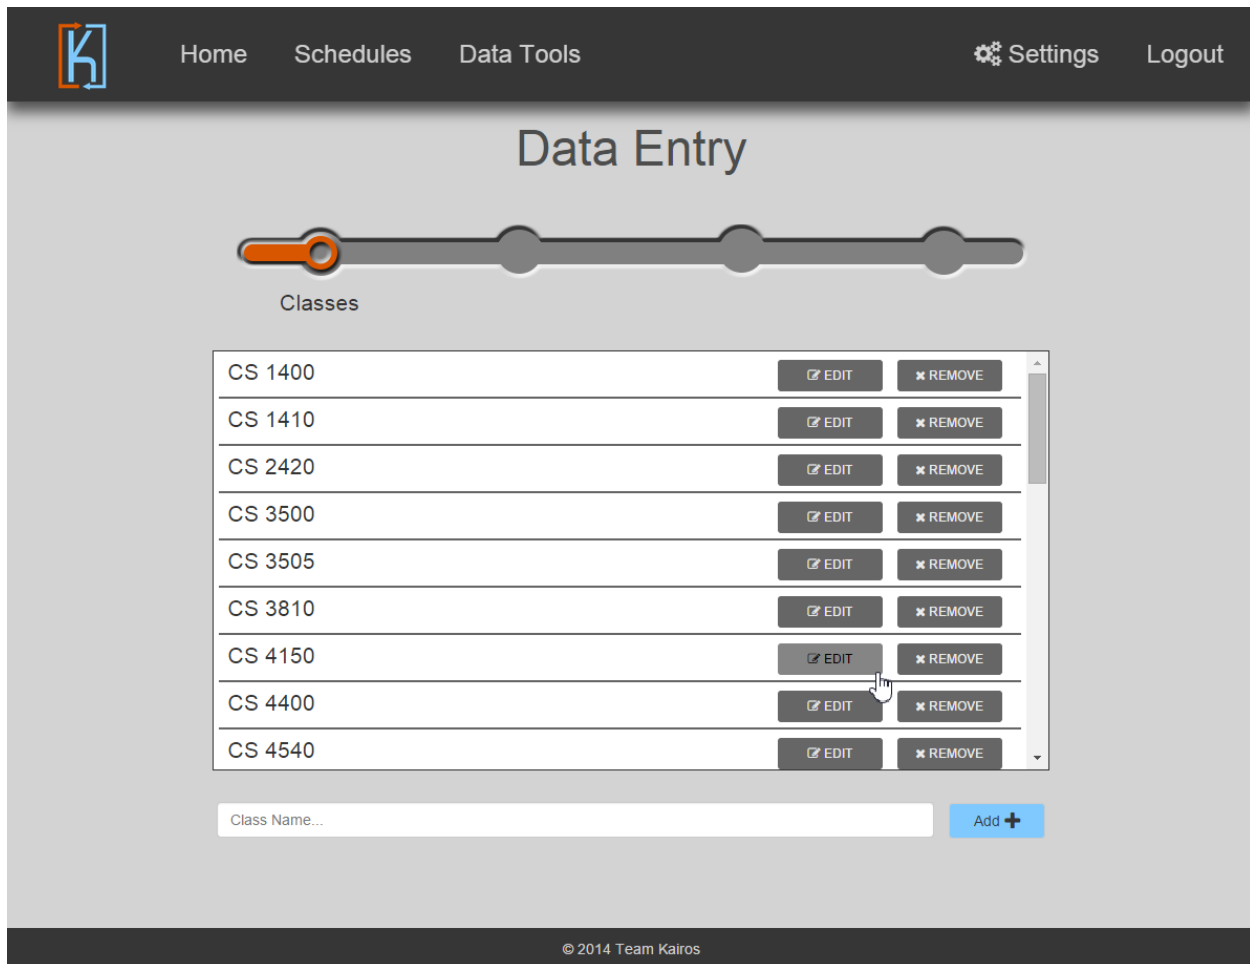 K Home Schedules Data Tools Settings Logout
Data Entry
Classes
CS 1400 EDIT REMOVE
CS 1410 EDIT REMOVE
CS 2420 EDIT REMOVE
CS 3500 EDIT REMOVE
CS 3505 EDIT REMOVE
CS 3810 EDIT REMOVE
CS 4150 EDIT REMOVE
CS 4400 EDIT REMOVE
CS 4540 EDIT REMOVE
Class Name... Add
© 2014 Team Kairos